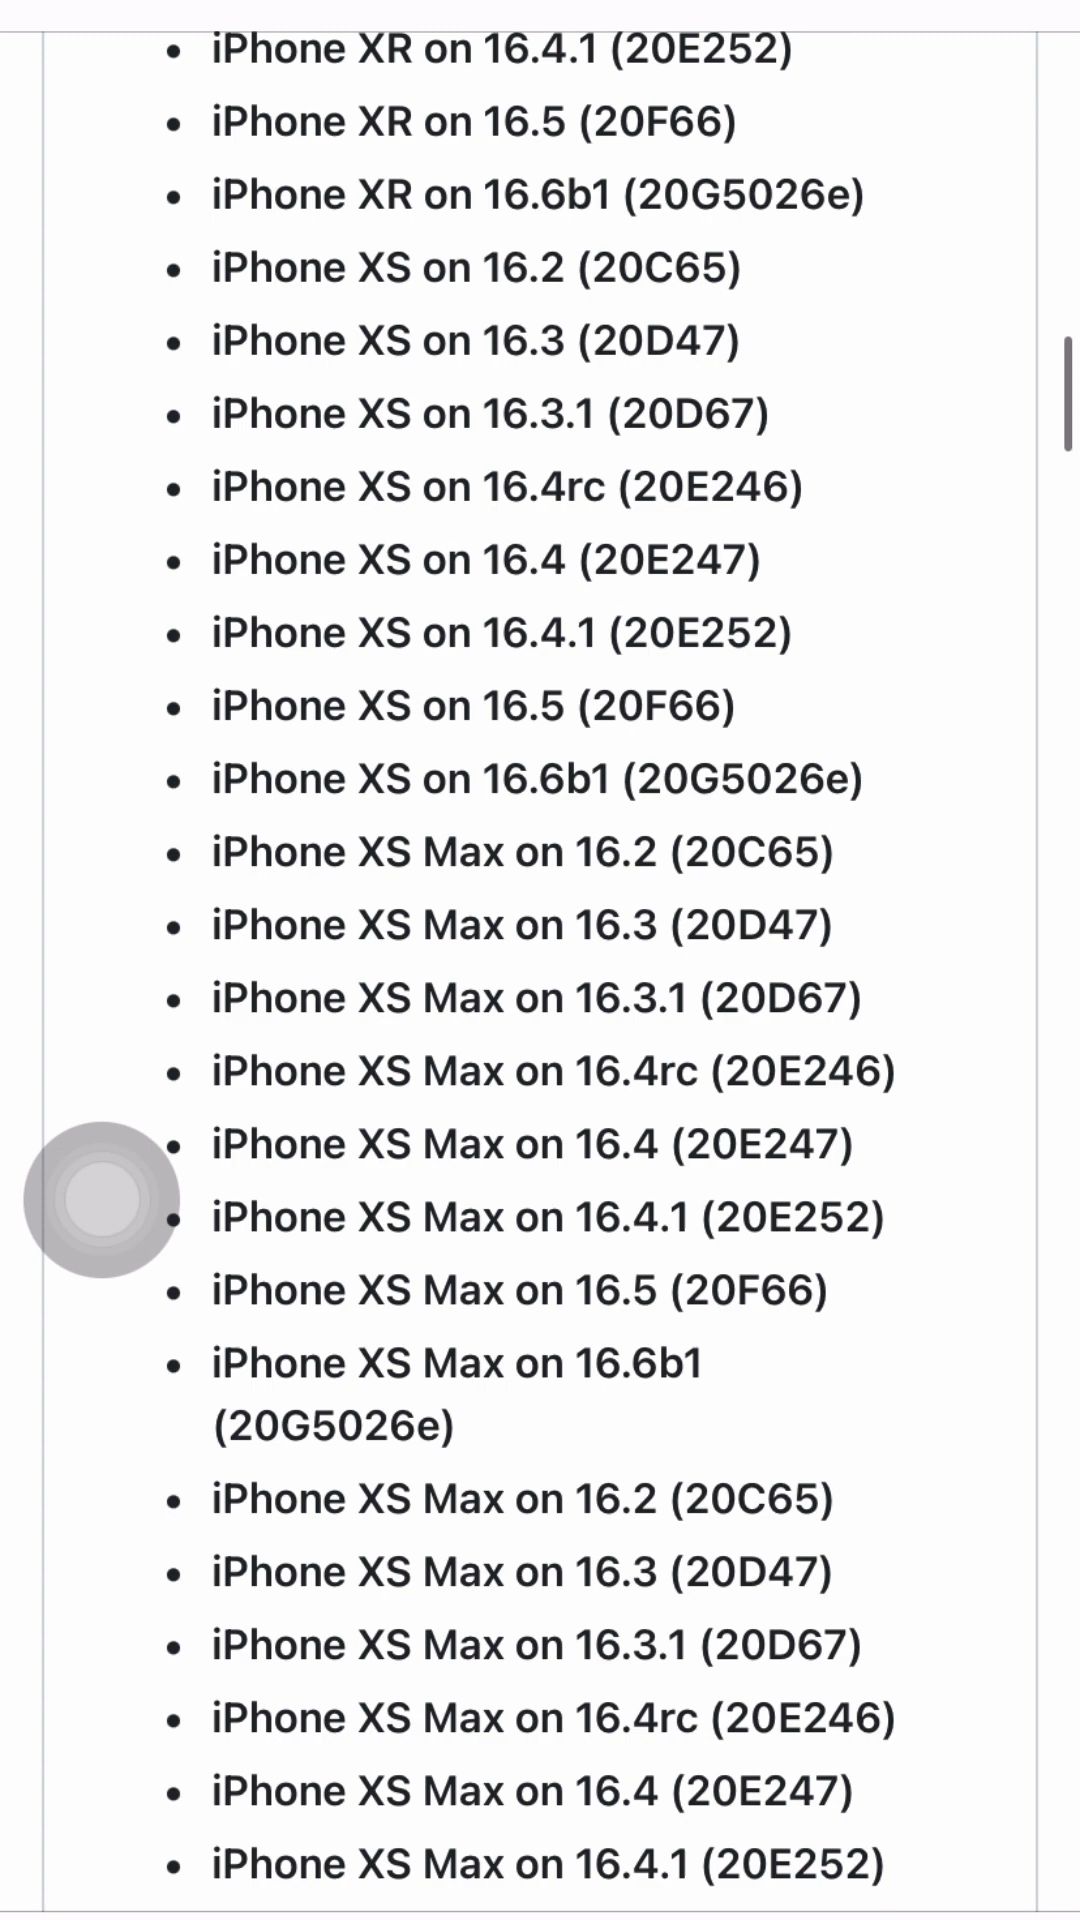 iPhone XR on 16.4.1 (20E252)
iPhone XR on 16.5 (20F66)
iPhone XR on 16.6b1 (20G5026e)
iPhone XS on 16.2 (20C65)
iPhone XS on 16.3 (20D47)
iPhone XS on 16.3.1 (20D67)
iPhone XS on 16.4rc (20E246)
iPhone XS on 16.4 (20E247)
iPhone XS on 16.4.1 (20E252)
iPhone XS on 16.5 (20F66)
iPhone XS on 16.6b1 (20G5026e)
iPhone XS Max on 16.2 (20C65)
iPhone XS Max on 16.3 (20D47)
iPhone XS Max on 16.3.1 (20D67)
iPhone XS Max on 16.4rc (20E246)
iPhone XS Max on 16.4 (20E247)
iPhone XS Max on 16.4.1 (20E252)
iPhone XS Max on 16.5 (20F66)
iPhone XS Max on 16.6b1
(20G5026e)
iPhone XS Max on 16.2 (20C65)
iPhone XS Max on 16.3 (20D47)
iPhone XS Max on 16.3.1 (20D67)
iPhone XS Max on 16.4rc (20E246)
iPhone XS Max on 16.4 (20E247)
iPhone XS Max on 16.4.1 (20E252)